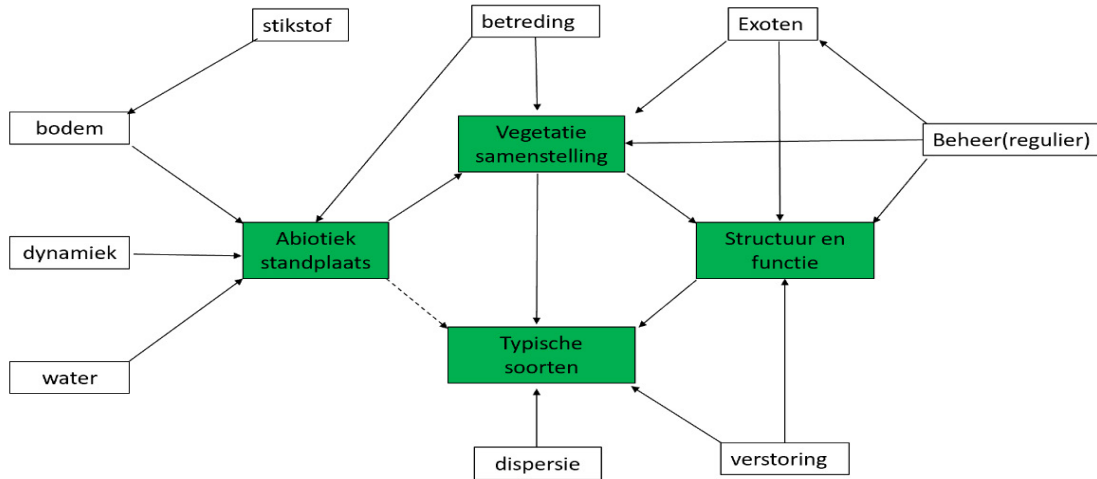 stikstof
betreding
Exoten
bodem
Vegetatie
samenstelling
Beheer(regulier)
dynamiek
Abiotiek
standplaats
Structuur en
functie
Typische
soorten
water
dispersie
verstoring